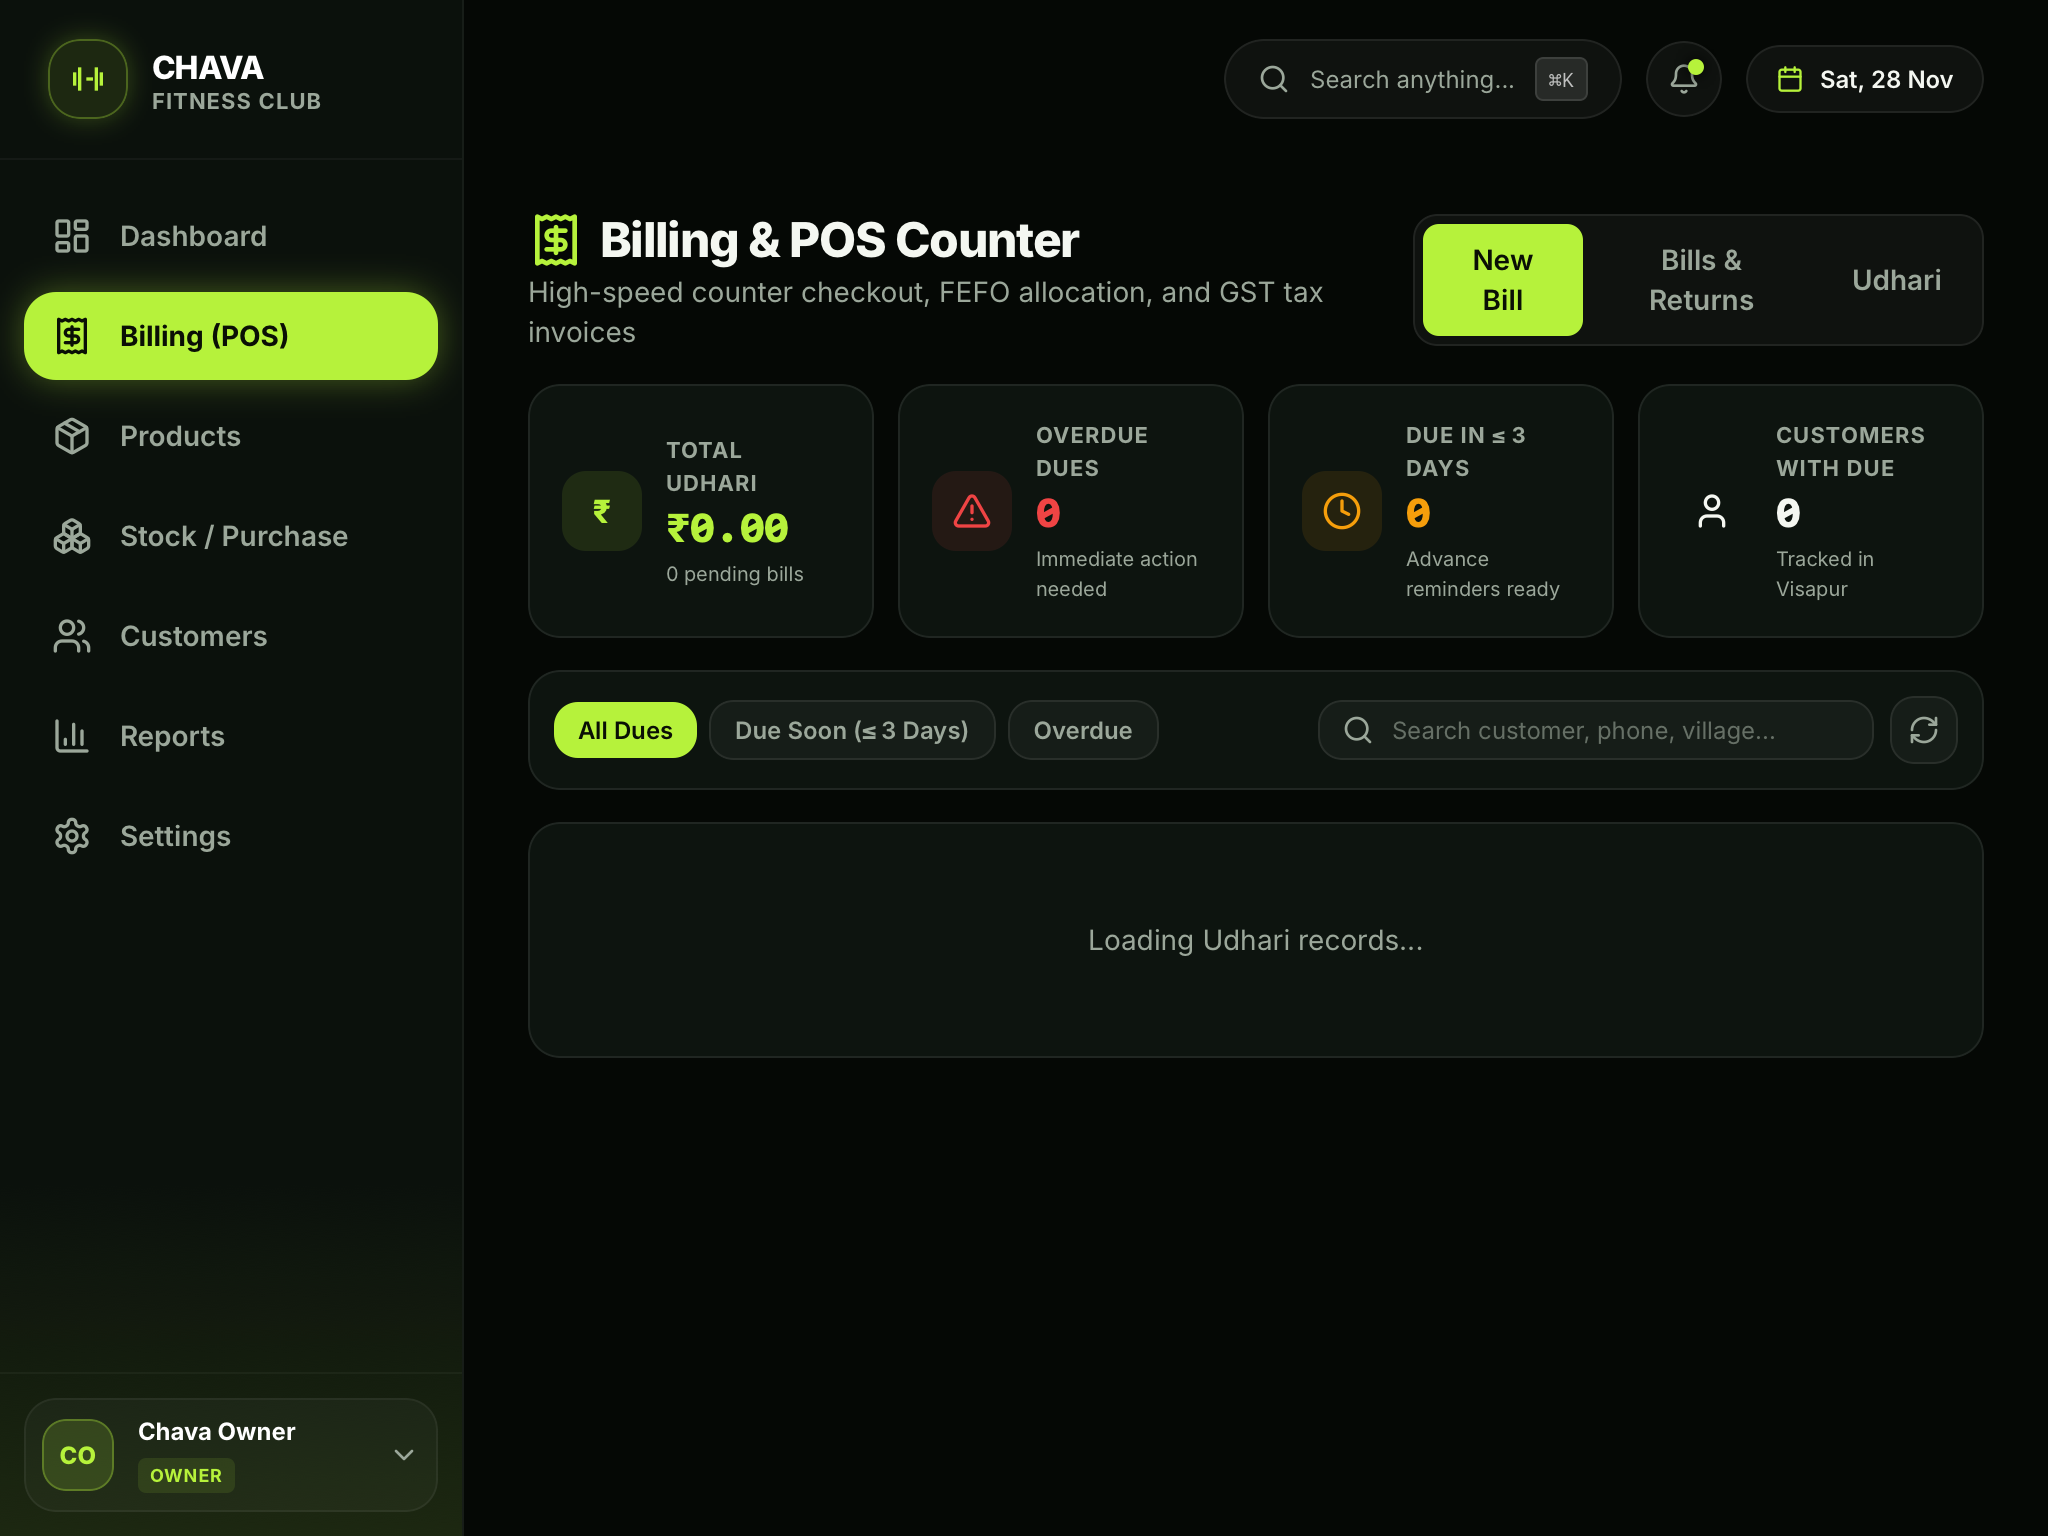 CHAVA
FITNESS CLUB
Search anything...
⌘K
Sat, 28 Nov
Dashboard
Billing (POS)
Products
Stock / Purchase
Customers
Reports
Settings
Billing & POS Counter
High-speed counter checkout, FEFO allocation, and GST tax
invoices
New
Bill
Bills &
Returns
Udhari
₹
TOTAL
UDHARI
₹0.00
0 pending bills
OVERDUE
DUES
0
Immediate action
needed
DUE IN ≤ 3
DAYS
0
Advance
reminders ready
CUSTOMERS
WITH DUE
0
Tracked in
Visapur
All Dues
Due Soon (≤ 3 Days)
Overdue
Search customer, phone, village...
Loading Udhari records...
CO
Chava Owner
OWNER